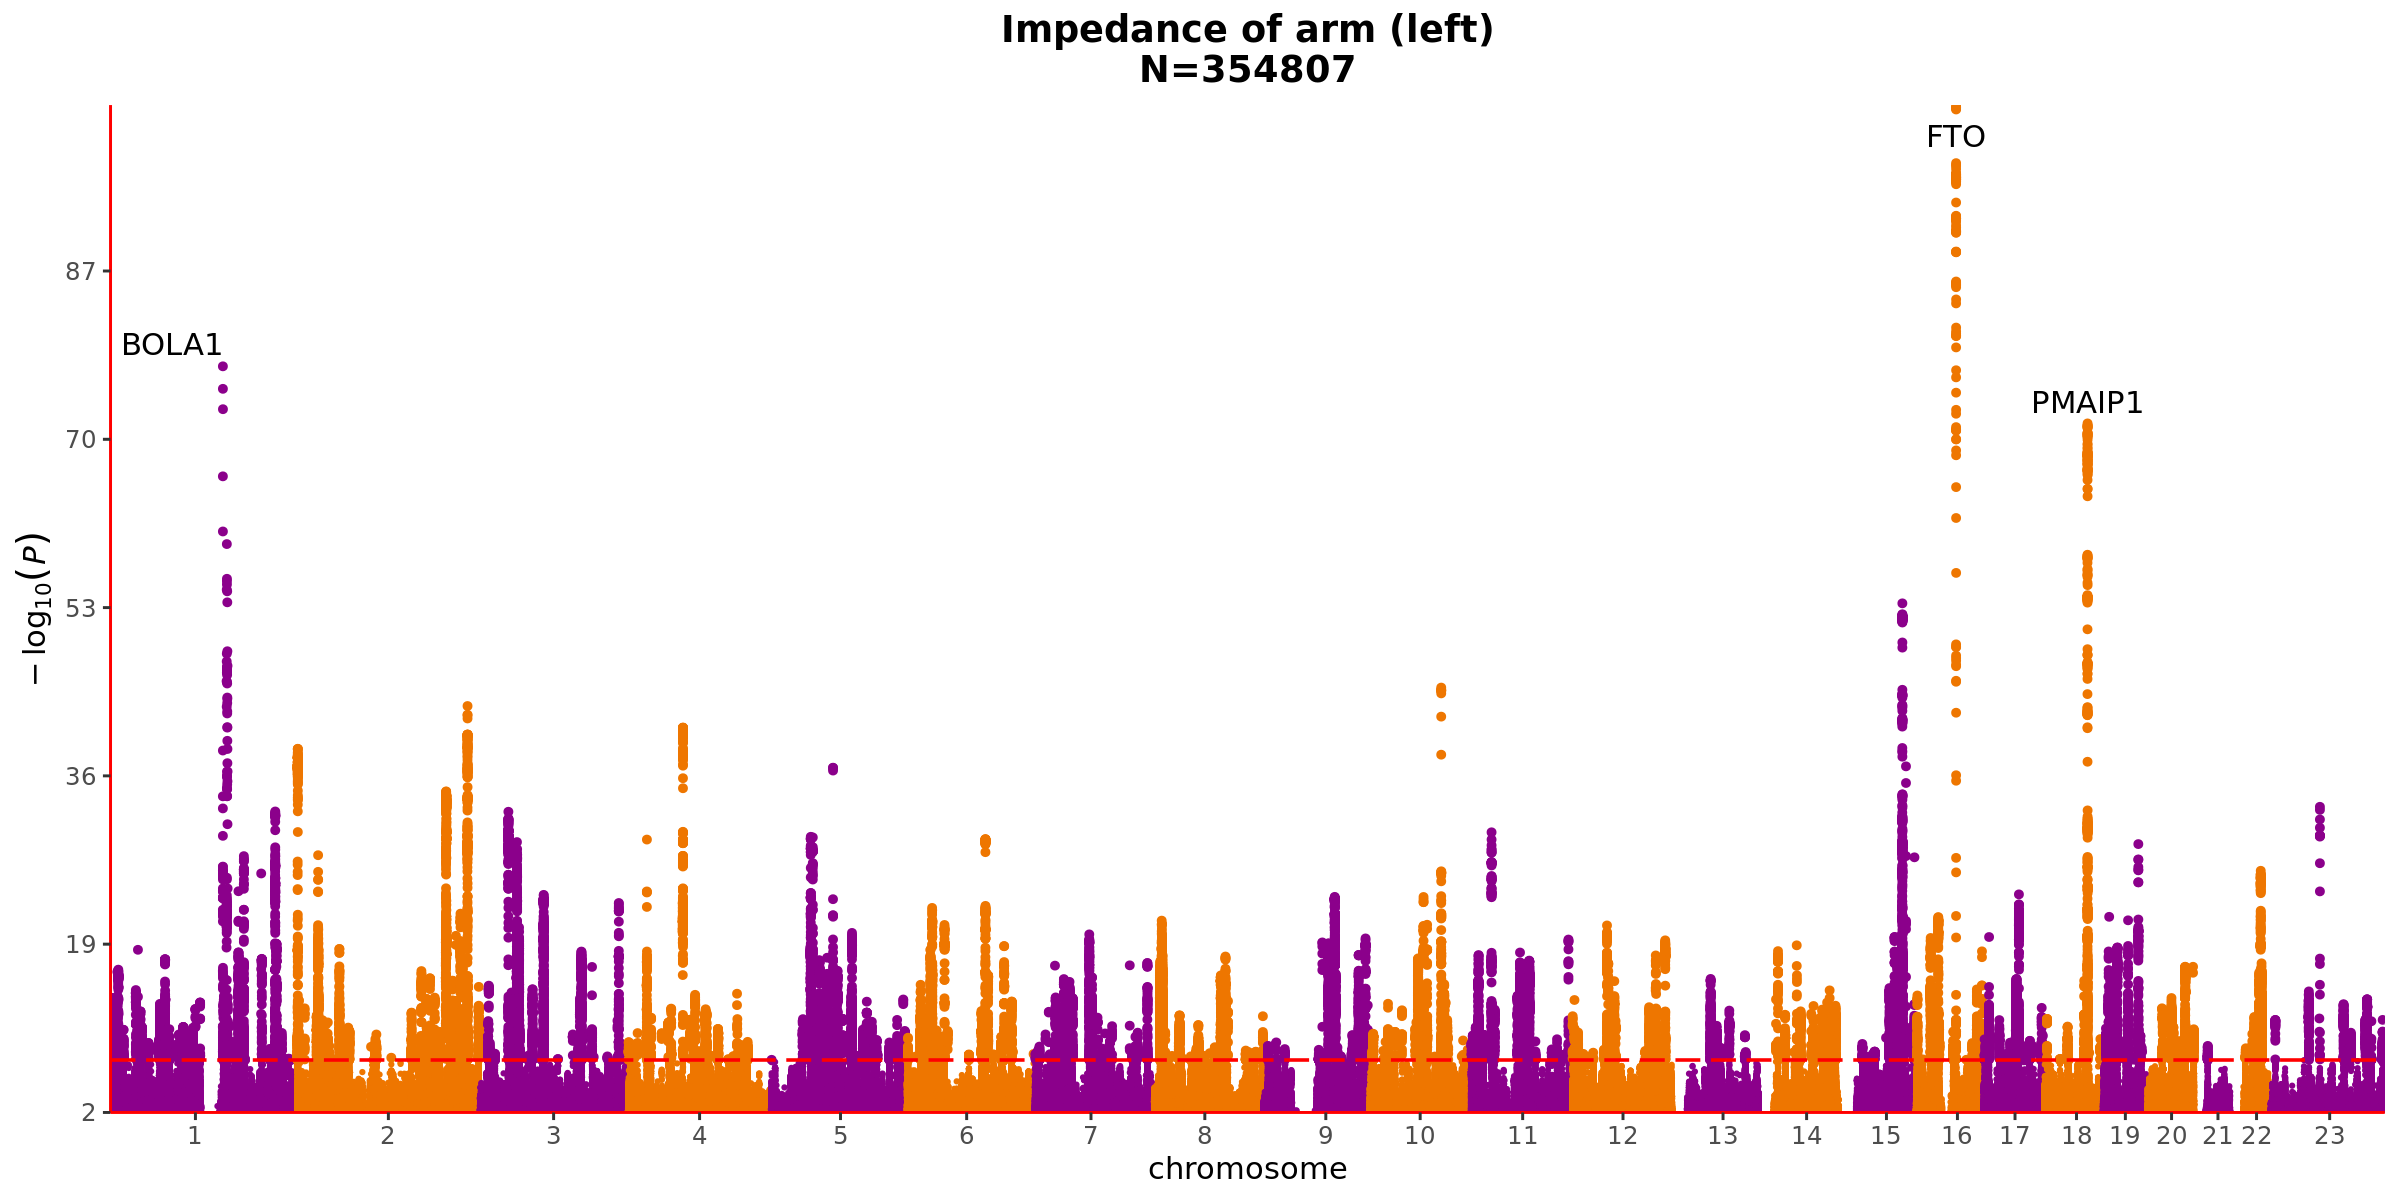 Impedance of arm (left)
N=354807
FTO
87
BOLA1
PMAIP1
70
53
36
19
2
−log10(P)
1 2 3 4 5 6 7 8 9 10 11 12 13 14 15 16 17 18 19 20 21 22 23
chromosome